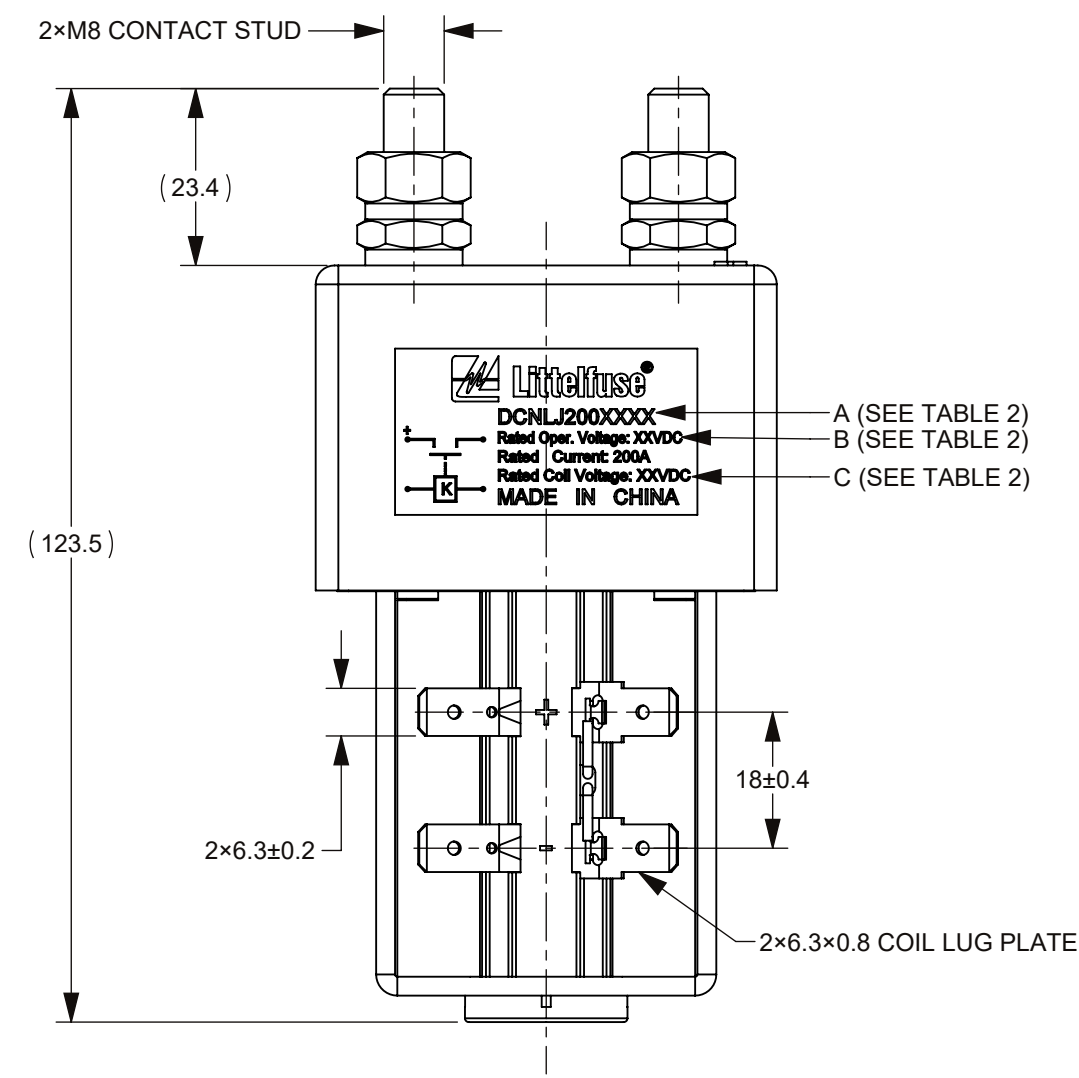 2×M8 CONTACT STUD
(23.4)
(123.5)
Littelfuse®
DCNLJ200XXXX
A (SEE TABLE 2)
+
Rated Oper. Voltage: XXVDC
B (SEE TABLE 2)
Rated Current: 200A
Rated Coil Voltage: XXVDC
C (SEE TABLE 2)
K
MADE IN CHINA
+
18±0.4
2×6.3±0.2
-
2×6.3×0.8 COIL LUG PLATE